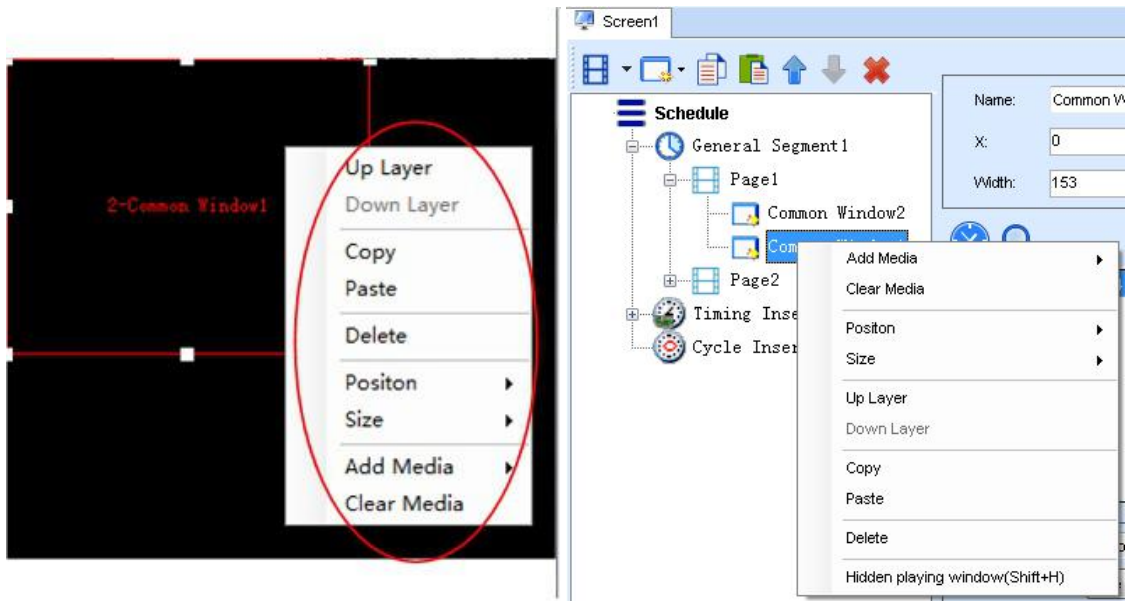 2-Common Window1
Up Layer
Down Layer
Copy
Paste
Delete
Positon
Size
Add Media
Clear Media
Screen1
Schedule
General Segment1
Page1
Common Window2
Page2
Timing Inse
Cycle Inser
Name:
Common W
X:
0
Width:
153
Add Media
Clear Media
Positon
Size
Up Layer
Down Layer
Copy
Paste
Delete
Hidden playing window(Shift+H)